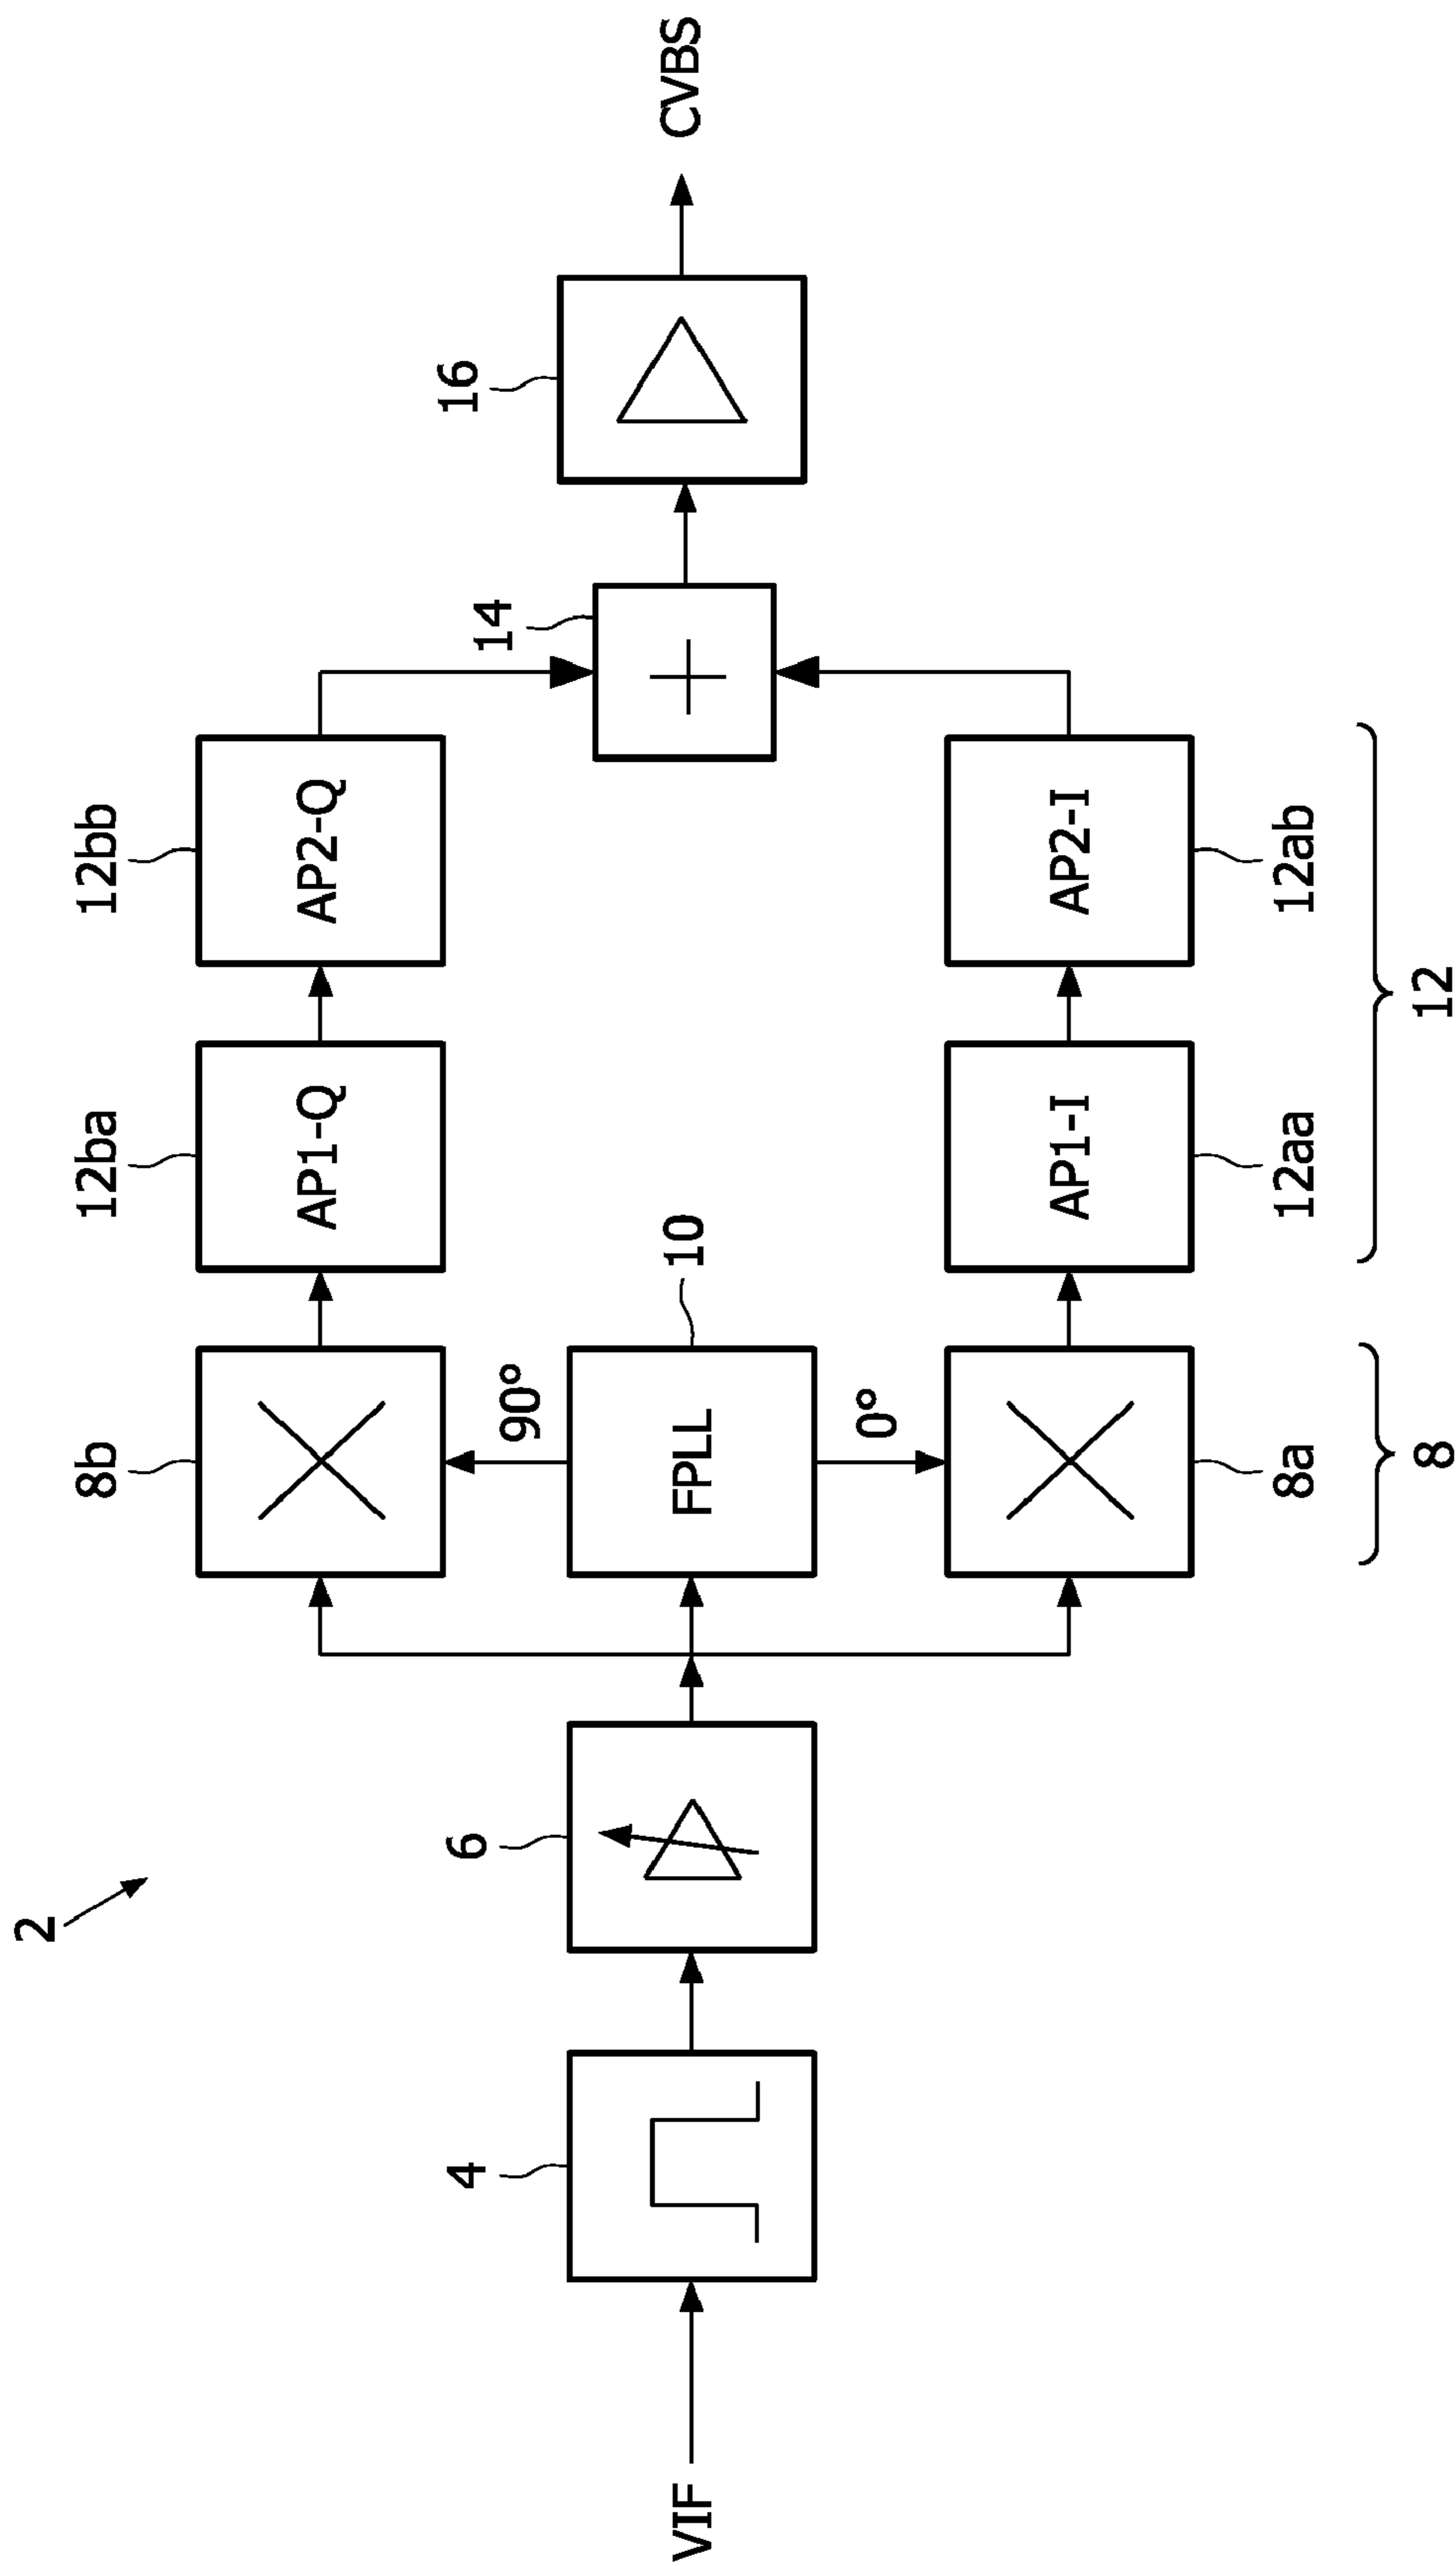 2
12ba
12bb
8b
AP1-Q
AP2-Q
90°
10
14
16
4
6
VIF
FPLL
CVBS
0°
AP1-I
AP2-I
8a
12aa
12ab
8
12